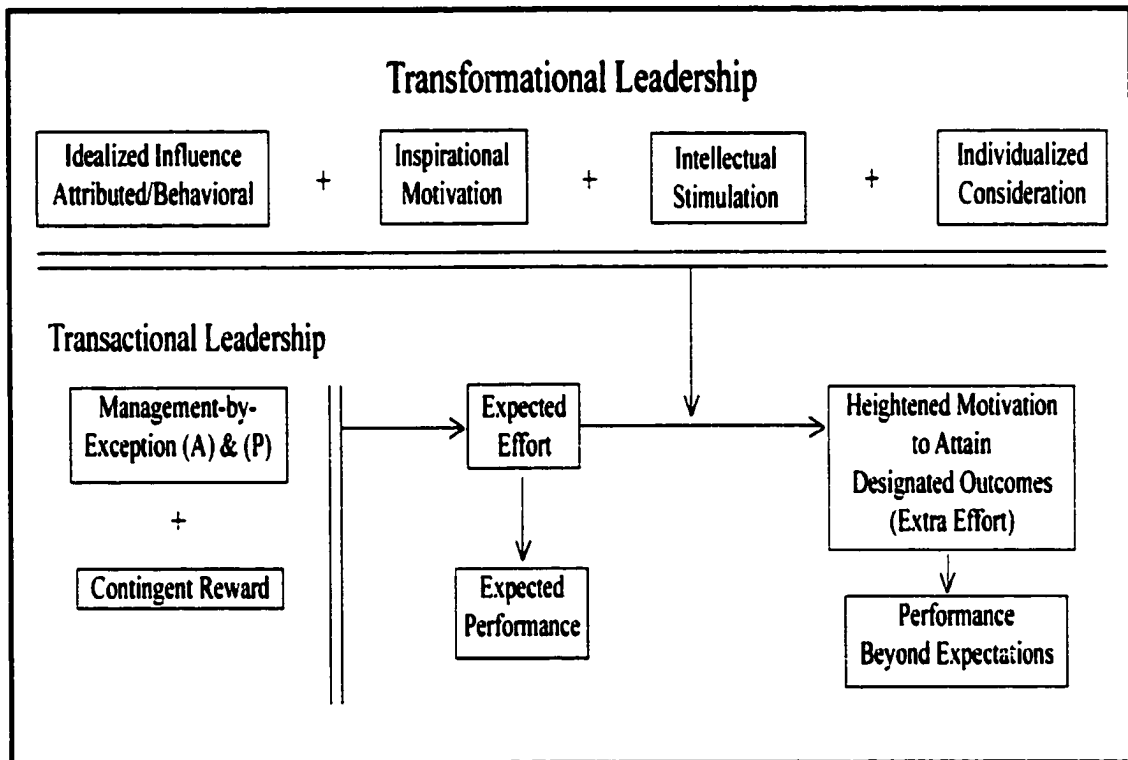 Transformational Leadership
Idealized Influence
Attributed/Behavioral
+
Inspirational
Motivation
+
Intellectual
Stimulation
+
Individualized
Consideration
Transactional Leadership
Management-by-
Exception (A) & (P)
+
Contingent Reward
Expected
Effort
Expected
Performance
Heightened Motivation
to Attain
Designated Outcomes
(Extra Effort)
Performance
Beyond Expectations